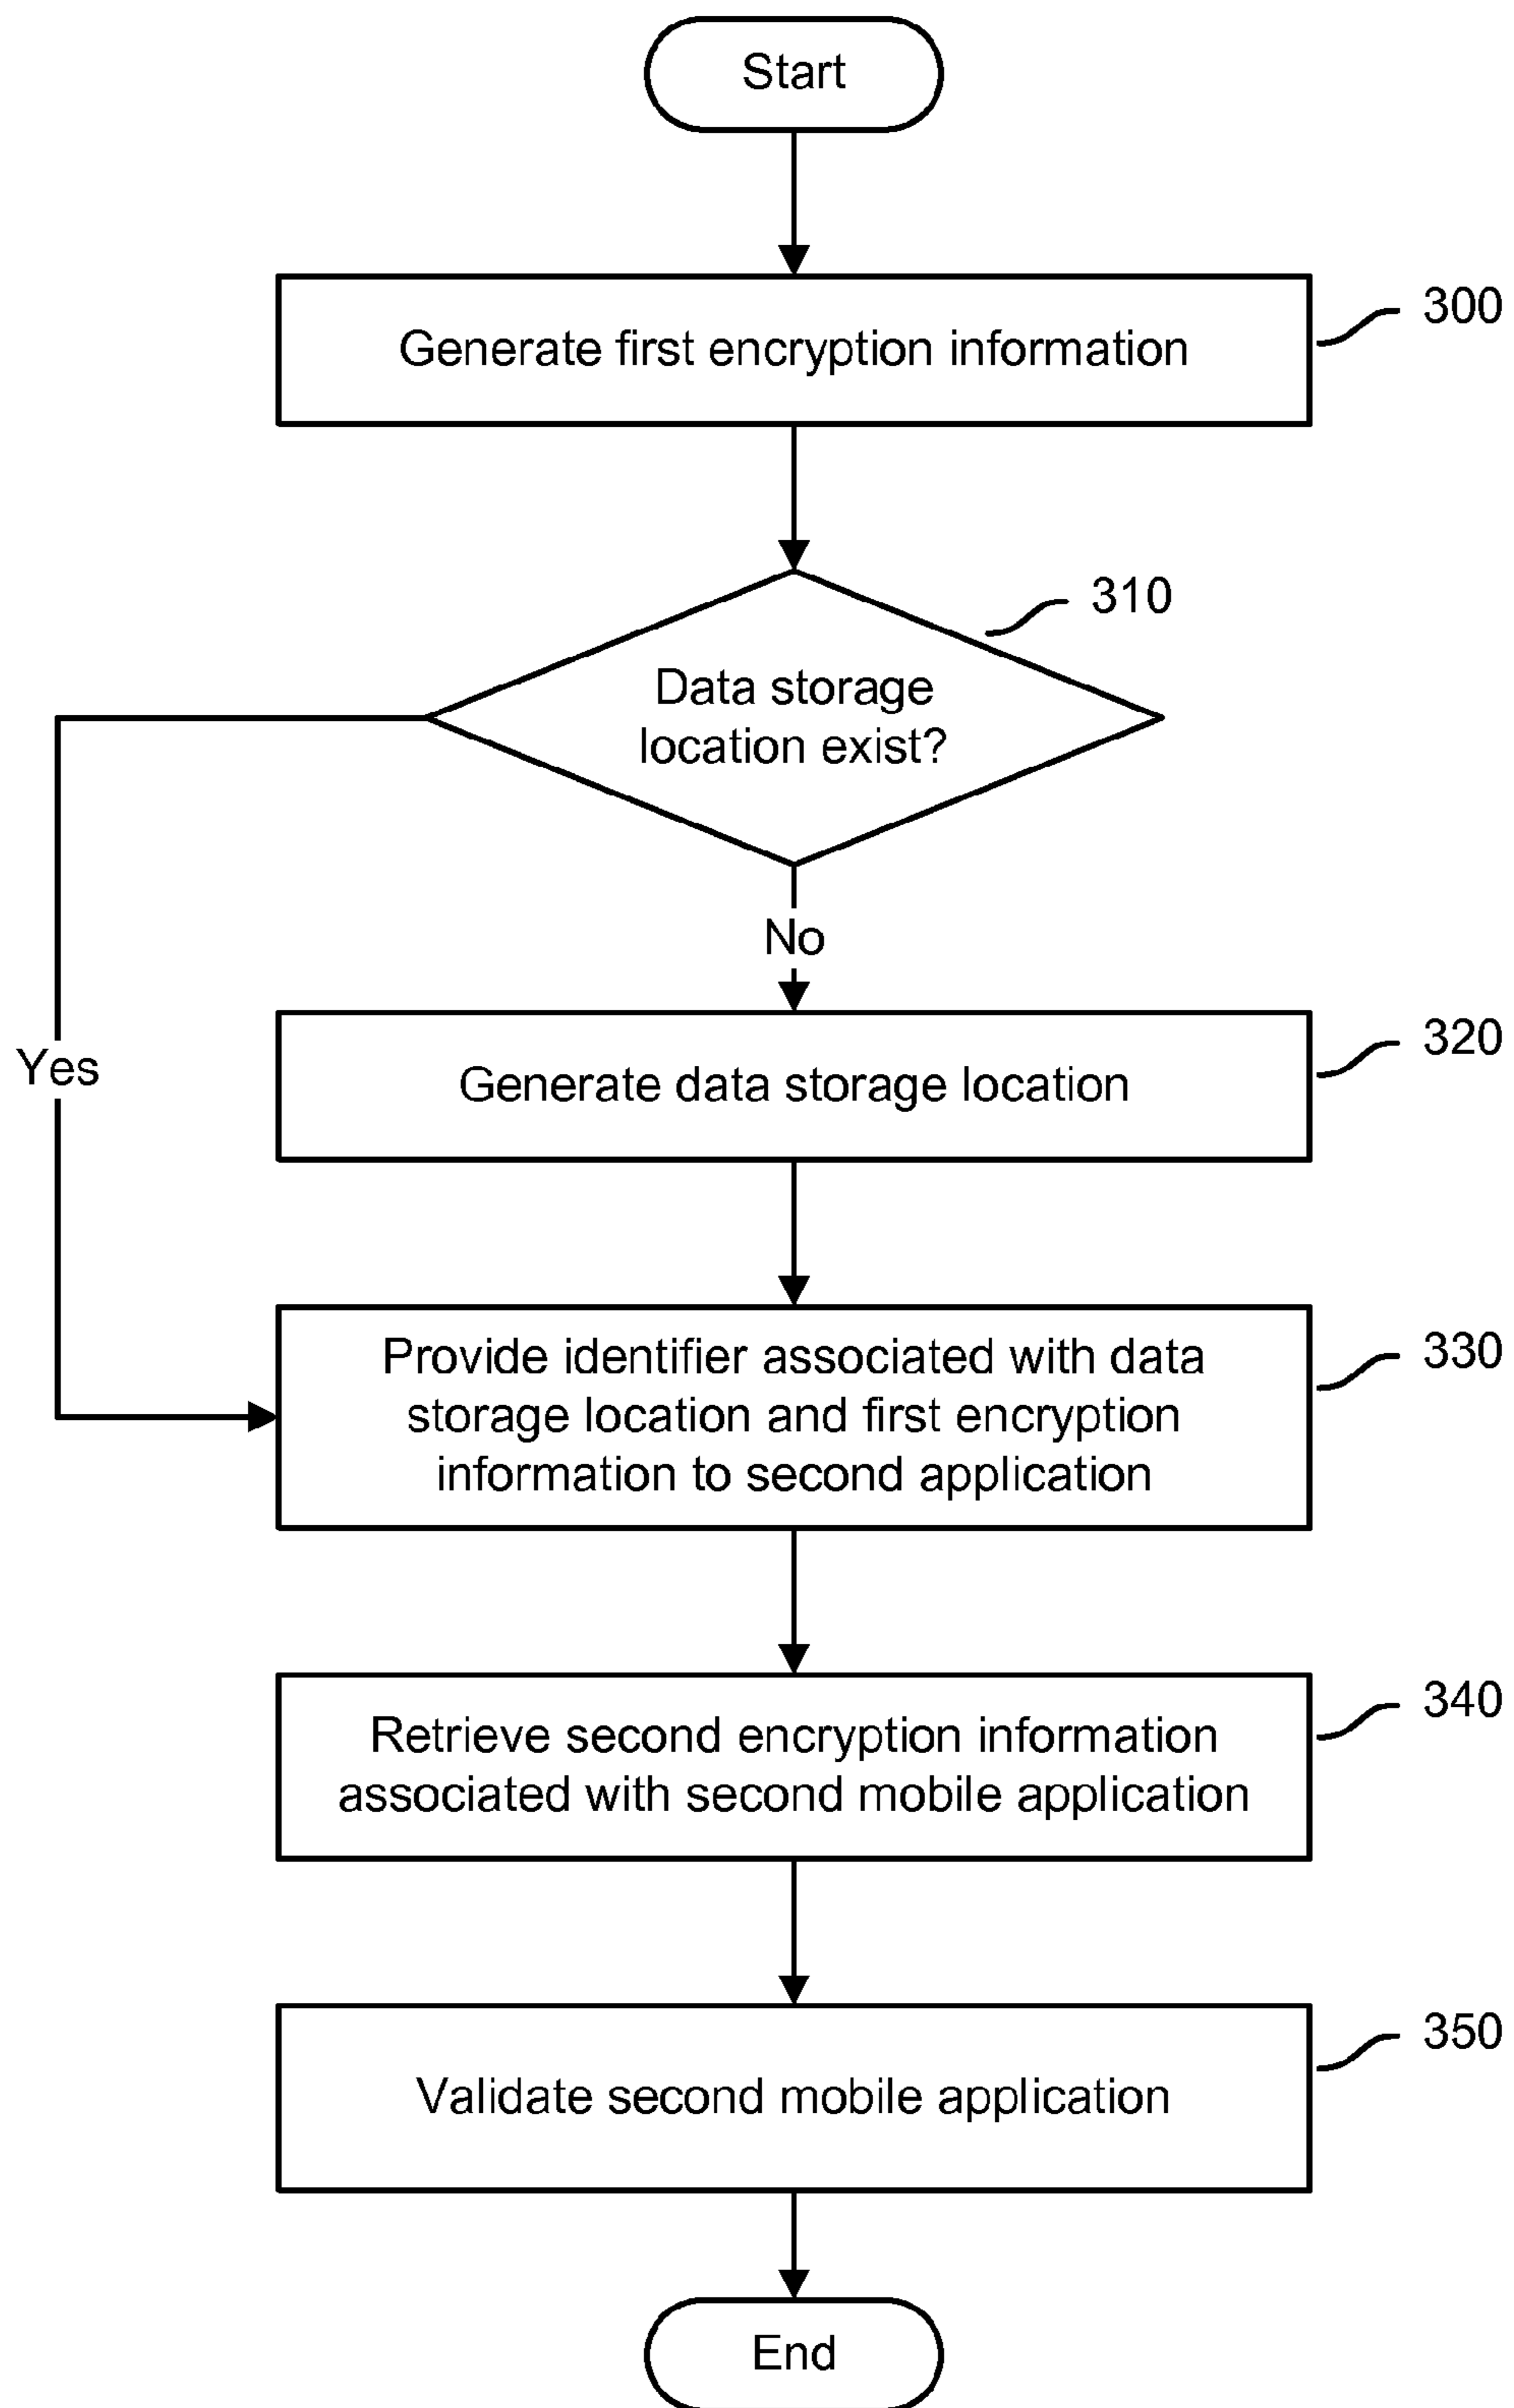 Start
Generate first encryption information
300
310
Data storage
location exist?
No
Yes
320
Generate data storage location
330
Provide identifier associated with data
storage location and first encryption
information to second application
340
Retrieve second encryption information
associated with second mobile application
350
Validate second mobile application
End